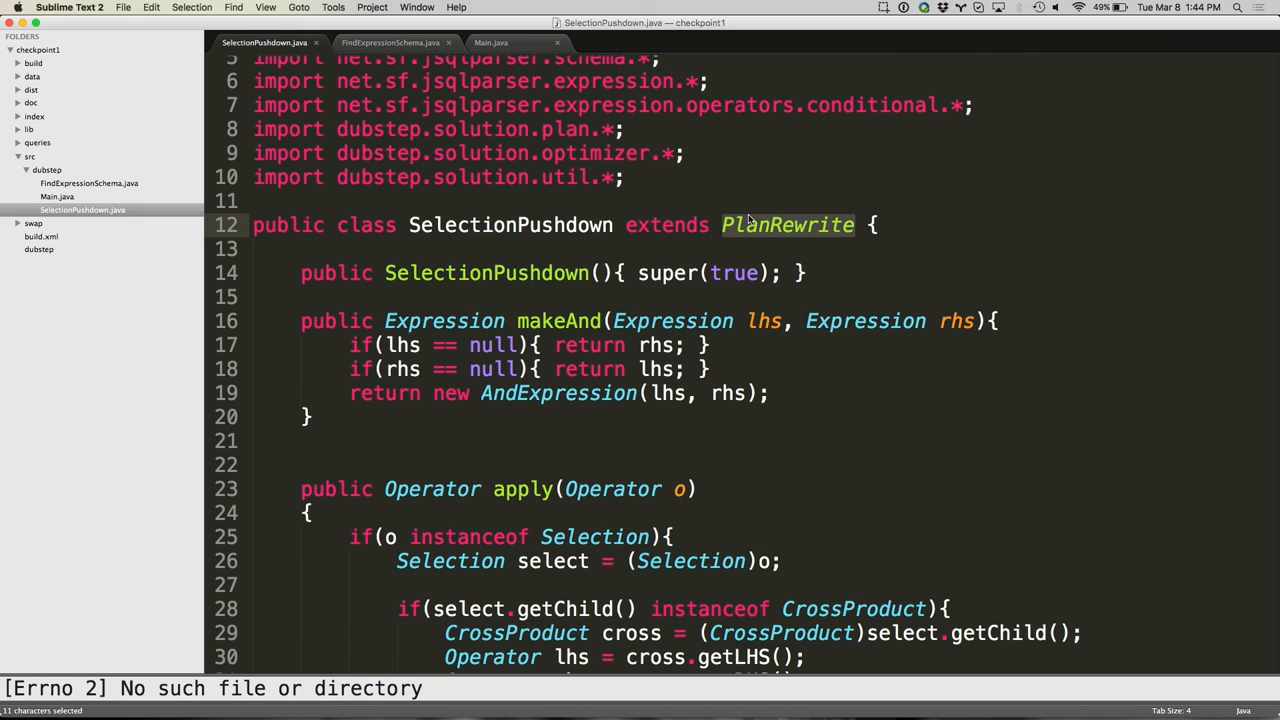 Sublime Text 2 File Edit Selection Find View Goto Tools Project Window Help 49% Tue Mar 8 1:44 PM
SelectionPushdown.java — checkpoint1
FOLDERS
checkpoint1
build
data
dist
doc
index
lib
queries
src
dubstep
FindExpressionSchema.java
Main.java
SelectionPushdown.java
swap
build.xml
dubstep
SelectionPushdown.java × FindExpressionSchema.java × Main.java ×
5 import net.sf.jsqlparser.schema.*;
6 import net.sf.jsqlparser.expression.*;
7 import net.sf.jsqlparser.expression.operators.conditional.*;
8 import dubstep.solution.plan.*;
9 import dubstep.solution.optimizer.*;
10 import dubstep.solution.util.*;
11
12 public class SelectionPushdown extends PlanRewrite {
13
14 public SelectionPushdown(){ super(true); }
15
16 public Expression makeAnd(Expression lhs, Expression rhs){
17 if(lhs == null){ return rhs; }
18 if(rhs == null){ return lhs; }
19 return new AndExpression(lhs, rhs);
20 }
21
22
23 public Operator apply(Operator o)
24 {
25 if(o instanceof Selection){
26 Selection select = (Selection)o;
27
28 if(select.getChild() instanceof CrossProduct){
29 CrossProduct cross = (CrossProduct)select.getChild();
30 Operator lhs = cross.getLHS();
[Errno 2] No such file or directory
11 characters selected Tab Size: 4 Java